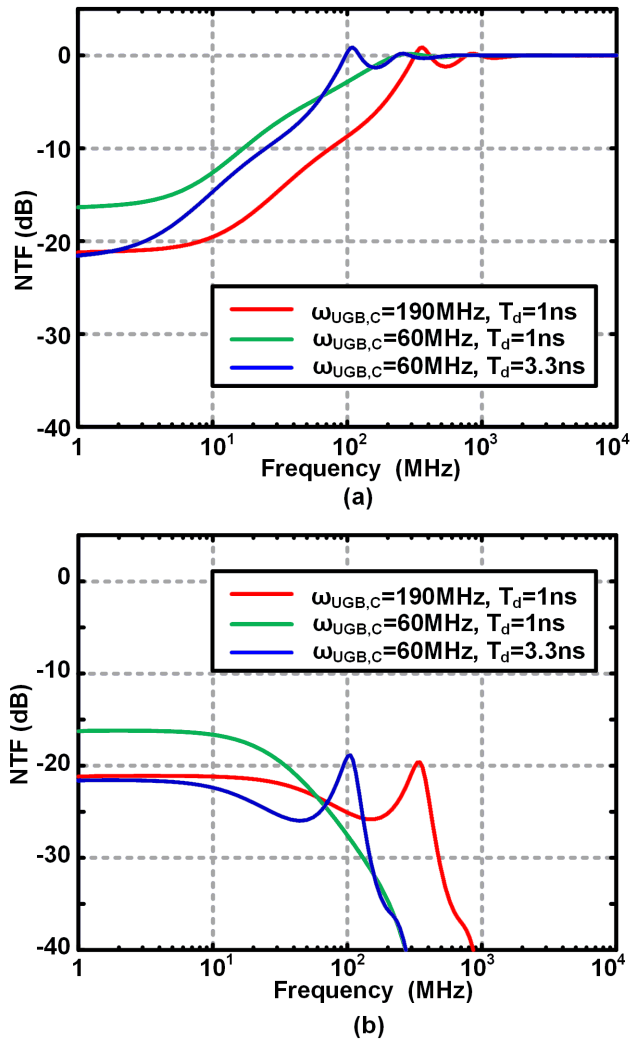 0
-10
-20
-30
-40
NTF (dB)
ω_UGB,C=190MHz, T_d=1ns
ω_UGB,C=60MHz, T_d=1ns
ω_UGB,C=60MHz, T_d=3.3ns
1 10^1 10^2 10^3 10^4
Frequency (MHz)
(a)
0
-10
-20
-30
-40
NTF (dB)
ω_UGB,C=190MHz, T_d=1ns
ω_UGB,C=60MHz, T_d=1ns
ω_UGB,C=60MHz, T_d=3.3ns
1 10^1 10^2 10^3 10^4
Frequency (MHz)
(b)